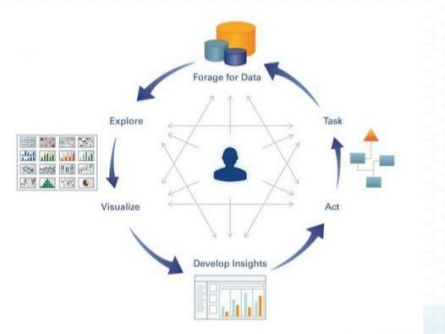 Forage for Data
Explore
Task
Visualize
Act
Develop Insights